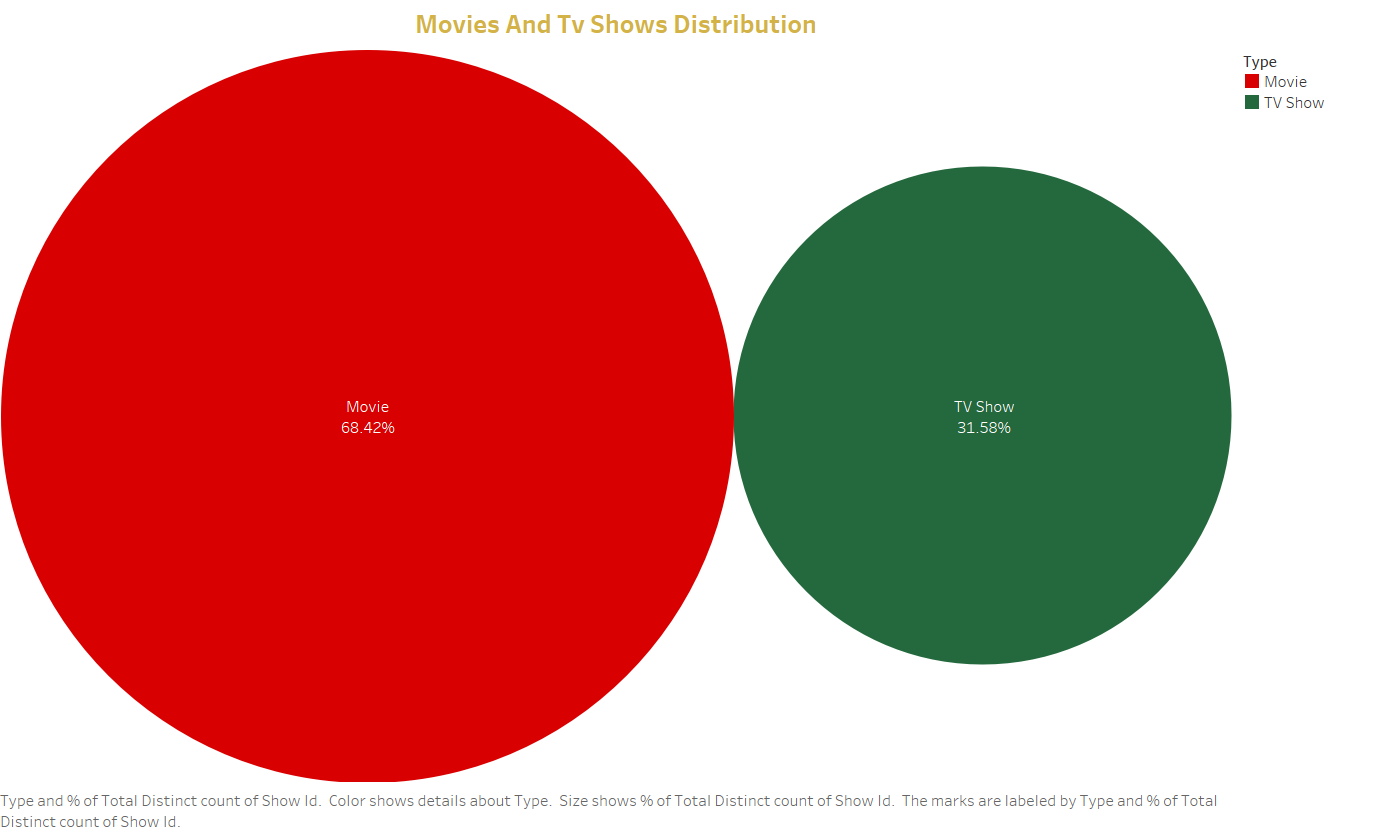 Movies And Tv Shows Distribution
Type
Movie
TV Show
Movie
68.42%
TV Show
31.58%
Type and % of Total Distinct count of Show Id.  Color shows details about Type.  Size shows % of Total Distinct count of Show Id.  The marks are labeled by Type and % of Total
Distinct count of Show Id.